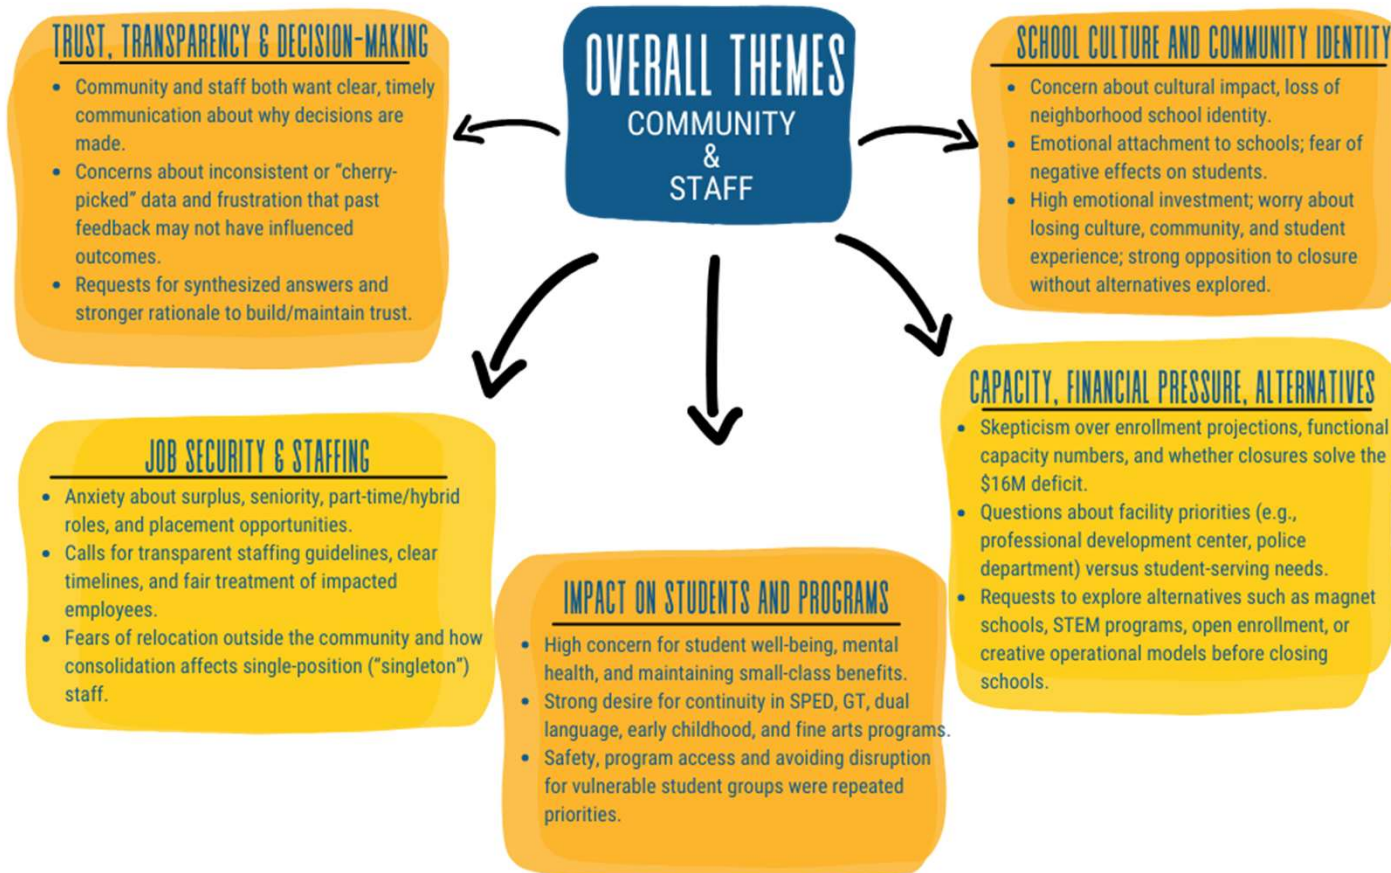 OVERALL THEMES
COMMUNITY
&
STAFF
TRUST, TRANSPARENCY & DECISION-MAKING
• Community and staff both want clear, timely
communication about why decisions are
made.
• Concerns about inconsistent or “cherry-
picked” data and frustration that past
feedback may not have influenced
outcomes.
• Requests for synthesized answers and
stronger rationale to build/maintain trust.
SCHOOL CULTURE AND COMMUNITY IDENTITY
• Concern about cultural impact, loss of
neighborhood school identity.
• Emotional attachment to schools; fear of
negative effects on students.
• High emotional investment; worry about
losing culture, community, and student
experience; strong opposition to closure
without alternatives explored.
JOB SECURITY & STAFFING
• Anxiety about surplus, seniority, part-time/hybrid
roles, and placement opportunities.
• Calls for transparent staffing guidelines, clear
timelines, and fair treatment of impacted
employees.
• Fears of relocation outside the community and how
consolidation affects single-position (“singleton”)
staff.
IMPACT ON STUDENTS AND PROGRAMS
• High concern for student well-being, mental
health, and maintaining small-class benefits.
• Strong desire for continuity in SPED, GT, dual
language, early childhood, and fine arts programs.
• Safety, program access and avoiding disruption
for vulnerable student groups were repeated
priorities.
CAPACITY, FINANCIAL PRESSURE, ALTERNATIVES
• Skepticism over enrollment projections, functional
capacity numbers, and whether closures solve the
$16M deficit.
• Questions about facility priorities (e.g.,
professional development center, police
department) versus student-serving needs.
• Requests to explore alternatives such as magnet
schools, STEM programs, open enrollment, or
creative operational models before closing
schools.